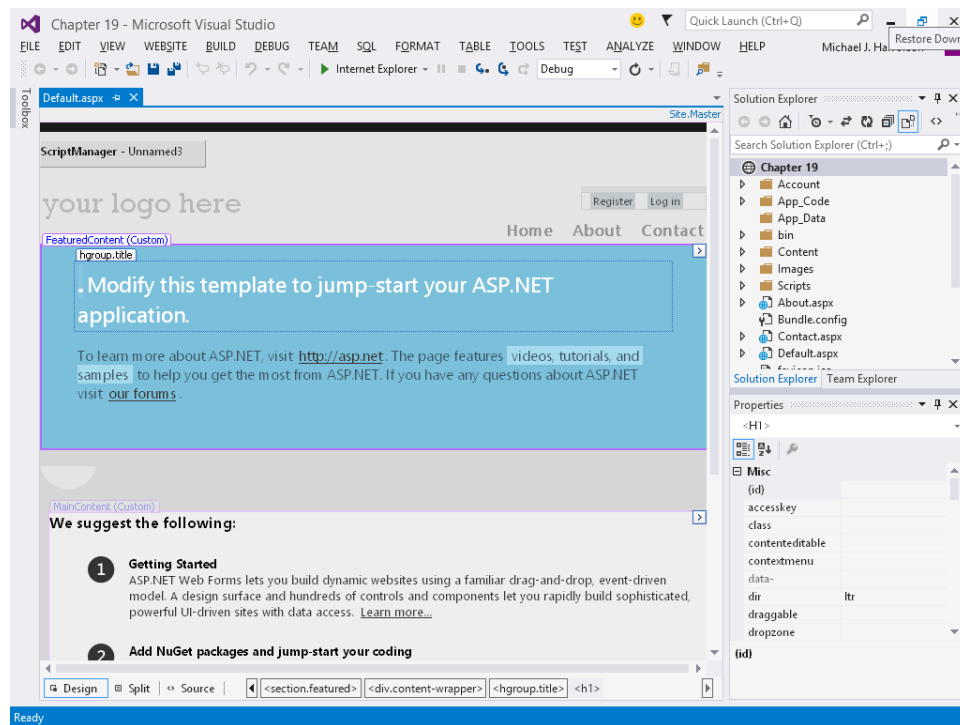 Chapter 19 - Microsoft Visual Studio
Quick Launch (Ctrl+Q)
Restore Down
FILE EDIT VIEW WEBSITE BUILD DEBUG TEAM SQL FORMAT TABLE TOOLS TEST ANALYZE WINDOW HELP
Michael J.
Internet Explorer
Debug
Toolbox
Default.aspx
Site.Master
ScriptManager - Unnamed3
your logo here
Register Log in
Home About Contact
FeaturedContent (Custom)
hgroup.title
.Modify this template to jump-start your ASP.NET
application.
To learn more about ASP.NET, visit http://asp.net. The page features videos, tutorials, and
samples to help you get the most from ASP.NET. If you have any questions about ASP.NET
visit our forums.
MainContent (Custom)
We suggest the following:
1
Getting Started
ASP.NET Web Forms lets you build dynamic websites using a familiar drag-and-drop, event-driven
model. A design surface and hundreds of controls and components let you rapidly build sophisticated,
powerful UI-driven sites with data access. Learn more...
2
Add NuGet packages and jump-start your coding
Design Split Source
<section.featured> <div.content-wrapper> <hgroup.title> <h1>
Solution Explorer
Search Solution Explorer (Ctrl+;)
Chapter 19
Account
App_Code
App_Data
bin
Content
Images
Scripts
About.aspx
Bundle.config
Contact.aspx
Default.aspx
Solution Explorer Team Explorer
Properties
<H1>
Misc
(id)
accesskey
class
contenteditable
contextmenu
data-
dir ltr
draggable
dropzone
(id)
Ready